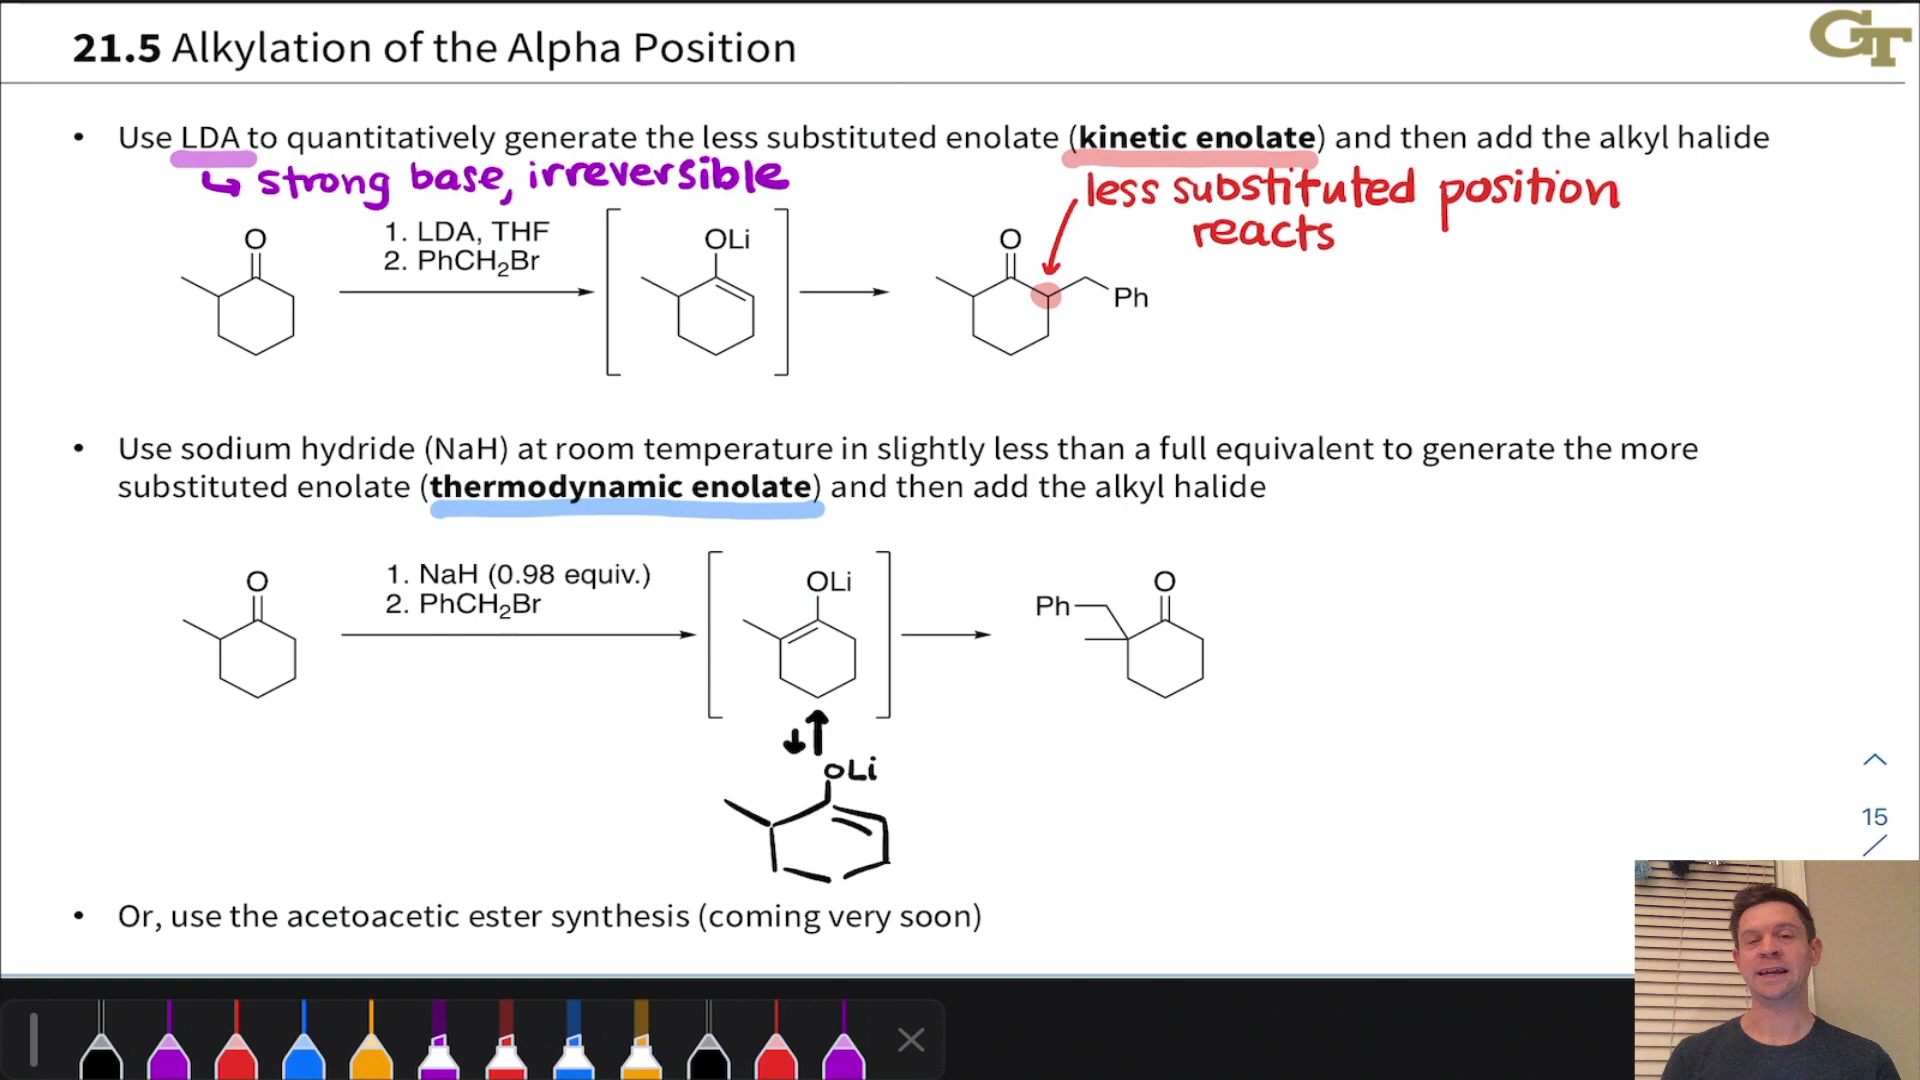 21.5 Alkylation of the Alpha Position
GT
• Use LDA to quantitatively generate the less substituted enolate (kinetic enolate) and then add the alkyl halide
↳ strong base, irreversible
less substituted position
reacts
O
1. LDA, THF
2. PhCH₂Br
OLi
O
Ph
• Use sodium hydride (NaH) at room temperature in slightly less than a full equivalent to generate the more
substituted enolate (thermodynamic enolate) and then add the alkyl halide
O
1. NaH (0.98 equiv.)
2. PhCH₂Br
OLi
Ph
O
OLi
15
• Or, use the acetoacetic ester synthesis (coming very soon)